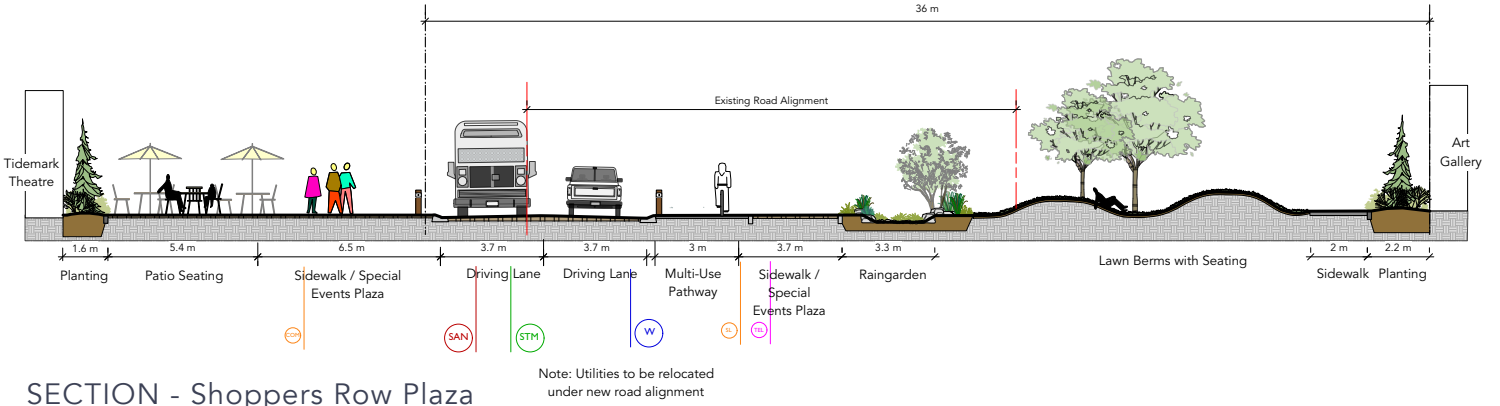 36 m
Existing Road Alignment
Tidemark
Theatre
Art
Gallery
1.6 m
5.4 m
6.5 m
3.7 m
3.7 m
3 m
3.7 m
3.3 m
2 m
2.2 m
Planting
Patio Seating
Sidewalk / Special
Events Plaza
Driving Lane
Driving Lane
Multi-Use
Pathway
Sidewalk /
Special
Events Plaza
Raingarden
Lawn Berms with Seating
Sidewalk
Planting
COM
SAN
STM
W
SL
TEL
Note: Utilities to be relocated
under new road alignment
SECTION - Shoppers Row Plaza